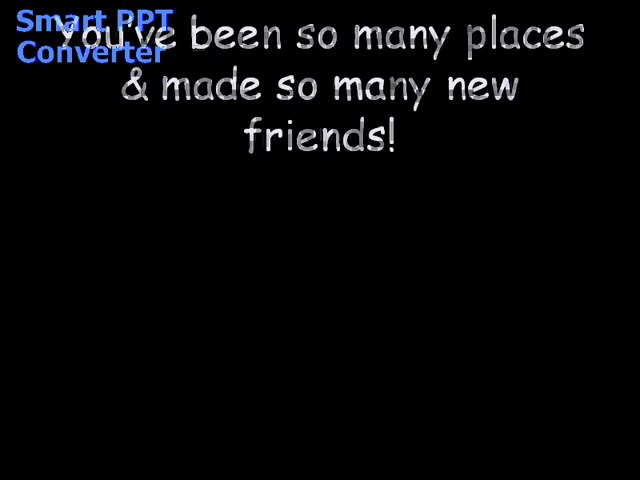 Smart PPT
Converter
You've been so many places
& made so many new
friends!